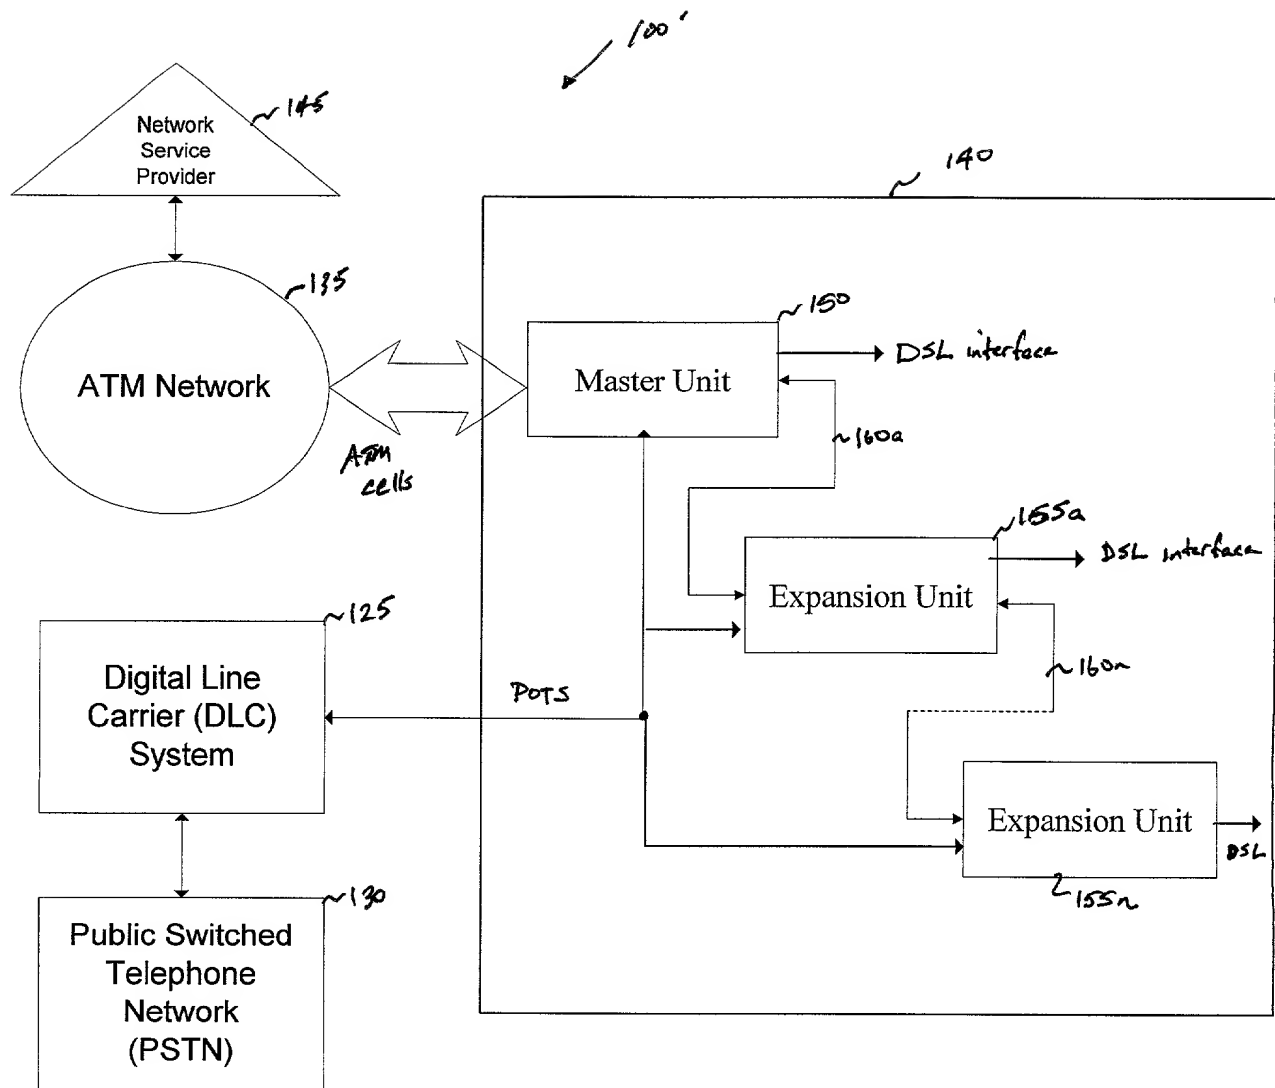 100'
145
Network
Service
Provider
140
135
150
DSL interface
ATM Network
Master Unit
160a
ATM
cells
155a
DSL interface
Expansion Unit
125
Digital Line
Carrier (DLC)
System
160n
POTS
Expansion Unit
DSL
155n
130
Public Switched
Telephone
Network
(PSTN)